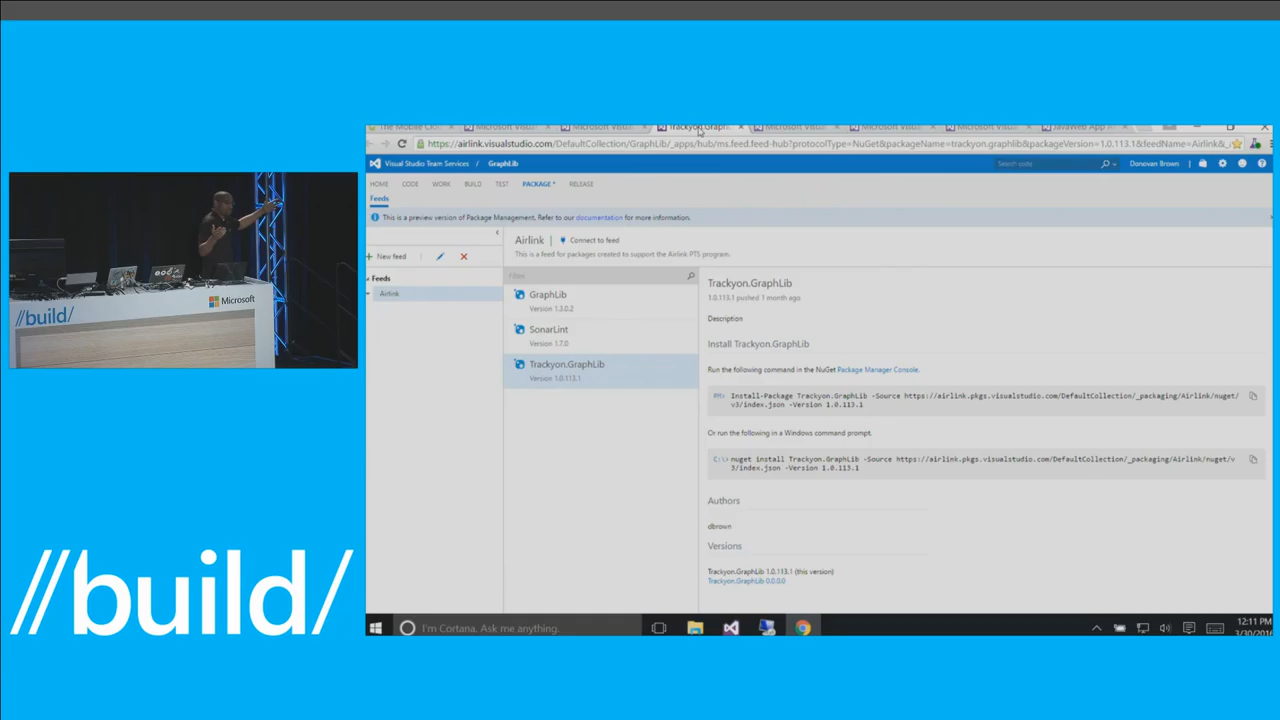 Trackyon.Graph
https://airlink.visualstudio.com/DefaultCollection/GraphLib/_apps/hub/ms.feed.feed-hub?protocolType=NuGet&packageName=trackyon.graphlib&packageVersion=1.0.113.1&feedName=Airlink&
Visual Studio Team Services / GraphLib
Search code
Donovan Brown
HOME CODE WORK BUILD TEST PACKAGE* RELEASE
Feeds
This is a preview version of Package Management, Refer to our documentation for more information.
New feed
Feeds
Airlink
Airlink | Connect to feed
This is a feed for packages created to support the Airlink PTS program.
Filter
GraphLib
Version 1.3.0.2
SonarLint
Version 1.7.0
Trackyon.GraphLib
Version 1.0.113.1
Trackyon.GraphLib
1.0.113.1 pushed 1 month ago
Description
Install Trackyon.GraphLib
Run the following command in the NuGet Package Manager Console.
PM> Install-Package Trackyon.GraphLib -Source https://airlink.pkgs.visualstudio.com/DefaultCollection/_packaging/Airlink/nuget/
v3/index.json -Version 1.0.113.1
Or run the following in a Windows command prompt.
C:\> nuget install Trackyon.GraphLib -Source https://airlink.pkgs.visualstudio.com/DefaultCollection/_packaging/Airlink/nuget/v
3/index.json -Version 1.0.113.1
Authors
dbrown
Versions
Trackyon.GraphLib 1.0.113.1 (this version)
Trackyon.GraphLib 0.0.0.0
I'm Cortana. Ask me anything.
12:11 PM
3/30/2016
//build/
Microsoft
//build/